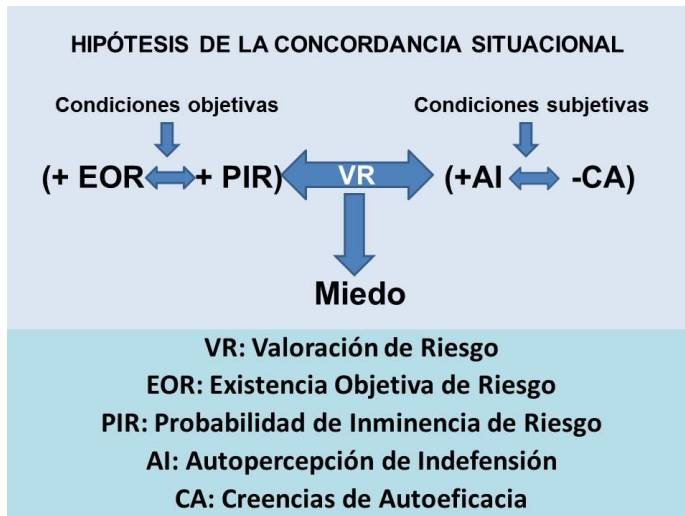 HIPÓTESIS DE LA CONCORDANCIA SITUACIONAL
Condiciones objetivas Condiciones subjetivas
(+ EOR + PIR) VR (+AI -CA)
Miedo
VR: Valoración de Riesgo
EOR: Existencia Objetiva de Riesgo
PIR: Probabilidad de Inminencia de Riesgo
AI: Autopercepción de Indefensión
CA: Creencias de Autoeficacia